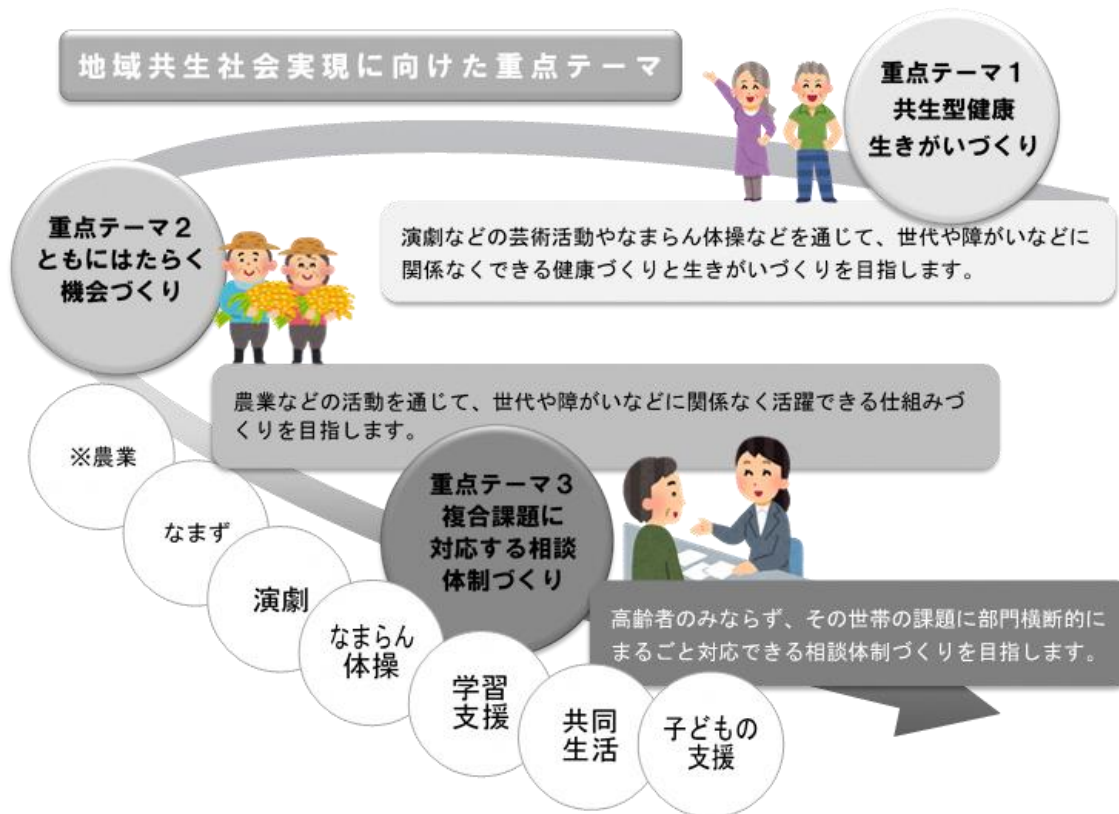 地域共生社会実現に向けた重点テーマ
重点テーマ1
共生型健康
生きがいづくり
演劇などの芸術活動やなまらん体操などを通じて、世代や障がいなどに
関係なくできる健康づくりと生きがいづくりを目指します。
重点テーマ2
ともにはたらく
機会づくり
農業などの活動を通じて、世代や障がいなどに関係なく活躍できる仕組みづ
くりを目指します。
重点テーマ3
複合課題に
対応する相談
体制づくり
高齢者のみならず、その世帯の課題に部門横断的に
まるごと対応できる相談体制づくりを目指します。
※農業
なまず
演劇
なまらん
体操
学習
支援
共同
生活
子どもの
支援